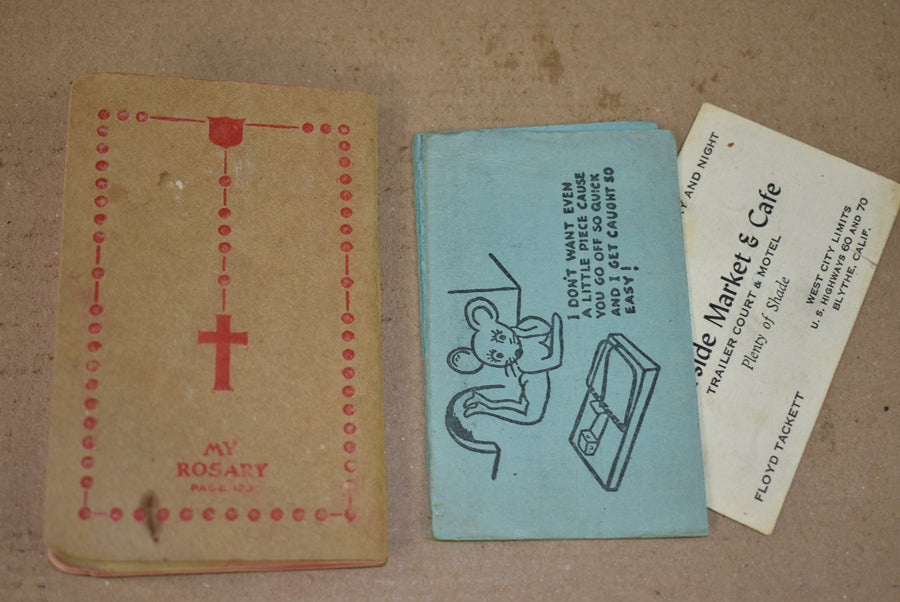 MY
ROSARY
PAGE 123
I DON'T WANT EVEN
A LITTLE PIECE CAUSE
YOU GO OFF SO QUICK
AND I GET CAUGHT SO
EASY!
Y AND NIGHT
side Market & Cafe
TRAILER COURT & MOTEL
Plenty of Shade
WEST CITY LIMITS
U. S. HIGHWAYS 60 AND 70
BLYTHE, CALIF.
FLOYD TACKETT